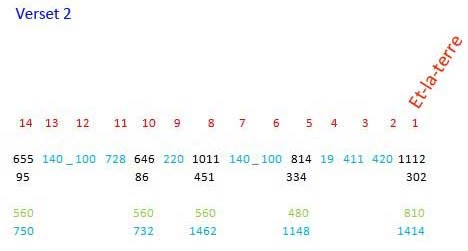 Verset 2
Et-la-terre
14 13 12 11 10 9 8 7 6 5 4 3 2 1
655 140 _ 100 728 646 220 1011 140 _ 100 814 19 411 420 1112
95 86 451 334 302
560 560 560 480 810
750 732 1462 1148 1414